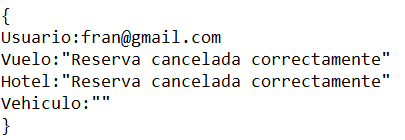 {
Usuario:fran@gmail.com
Vuelo:"Reserva cancelada correctamente"
Hotel:"Reserva cancelada correctamente"
Vehiculo:""
}